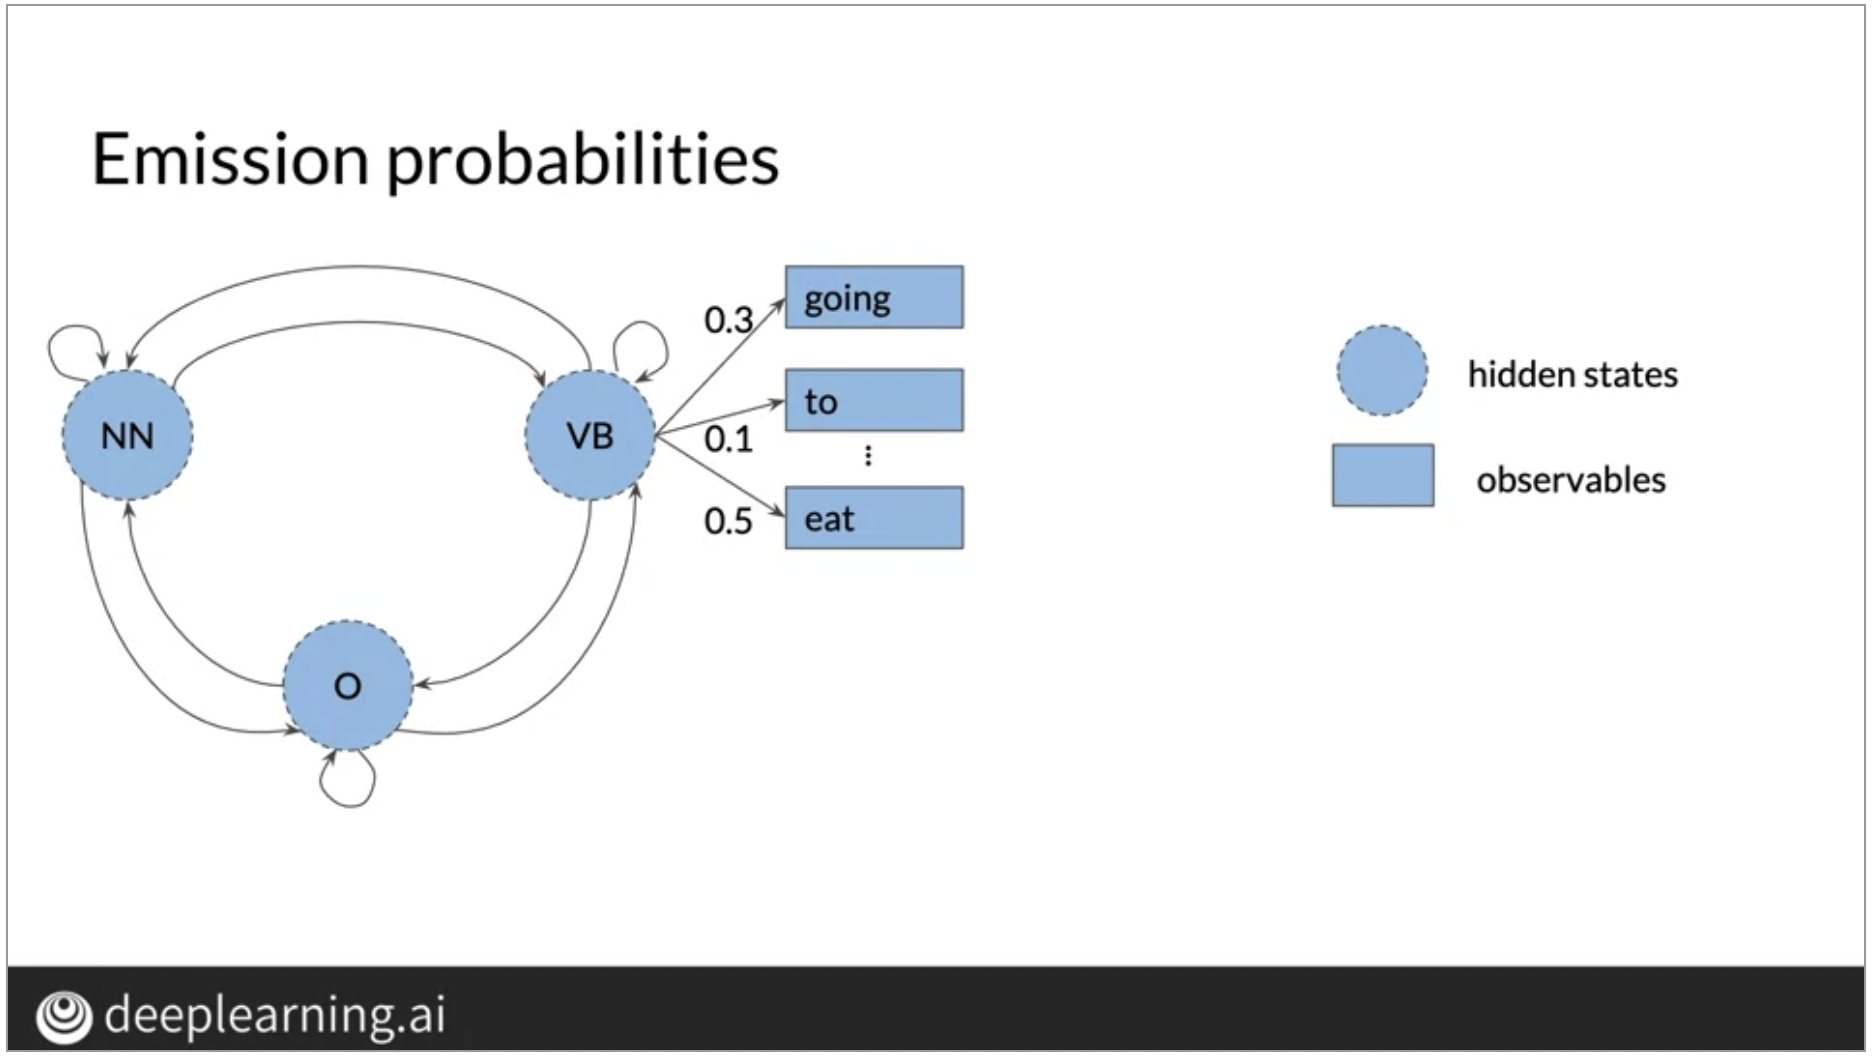 Emission probabilities
going
0.3
to
0.1
⋮
0.5
eat
NN
VB
O
hidden states
observables
deeplearning.ai